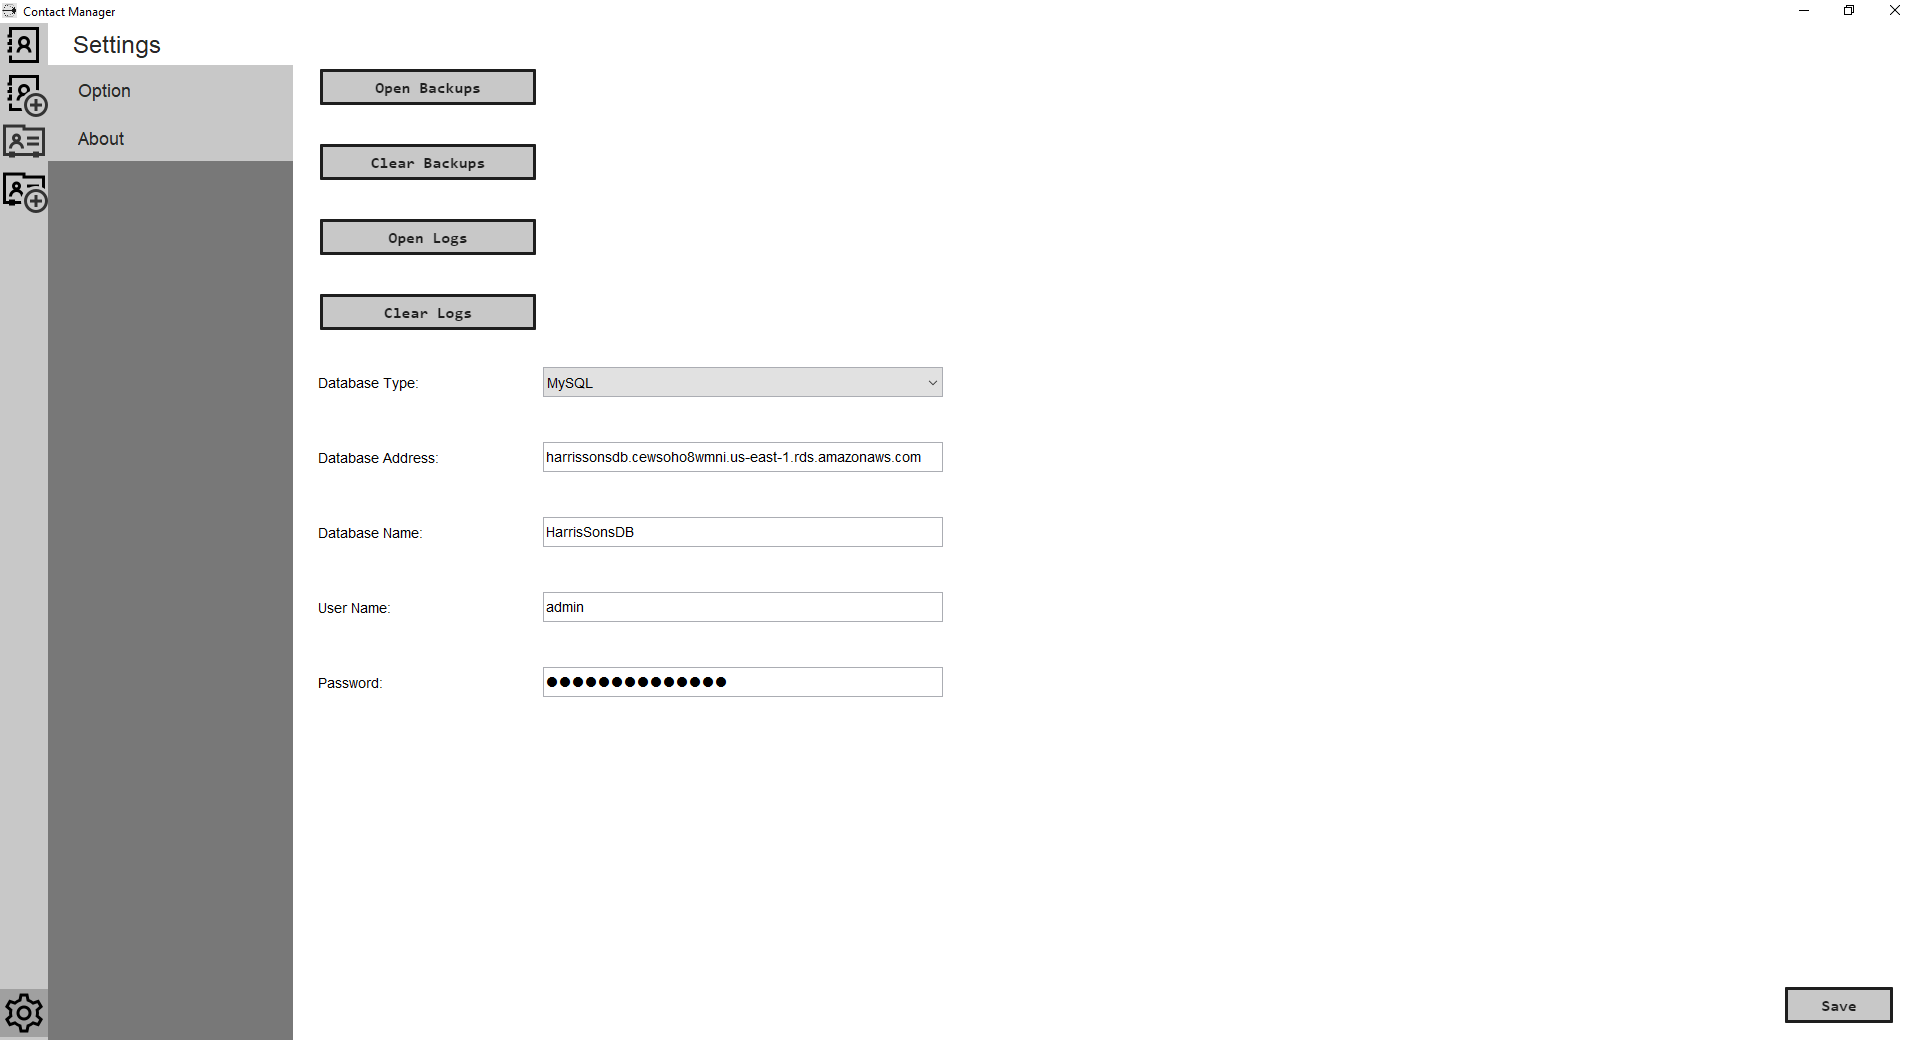 Contact Manager
Settings
Option
About
Open Backups
Clear Backups
Open Logs
Clear Logs
Database Type:
MySQL
Database Address:
harrissonsdb.cewsoho8wmni.us-east-1.rds.amazonaws.com
Database Name:
HarrisSonsDB
User Name:
admin
Password:
●●●●●●●●●●●●●●
Save